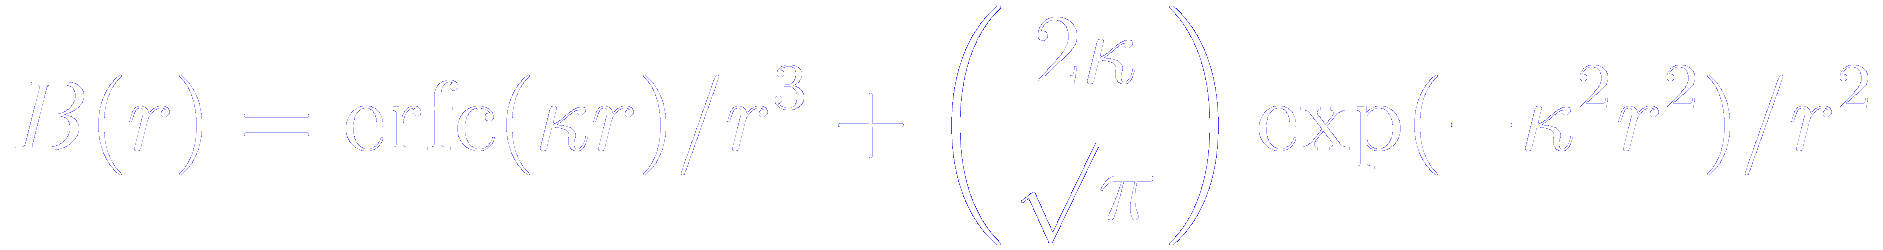 B(r) = erfc(κr)/r³ + (2κ / √π) exp(−κ²r²)/r²